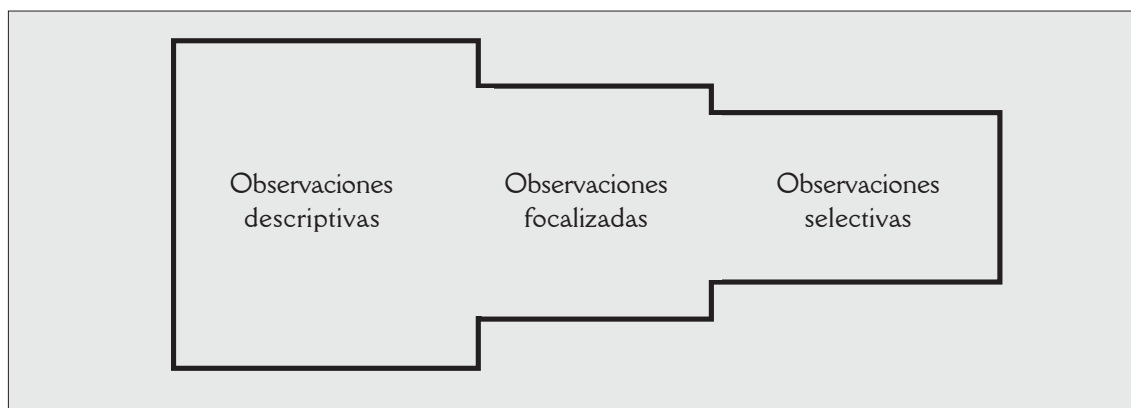 Observaciones
descriptivas
Observaciones
focalizadas
Observaciones
selectivas